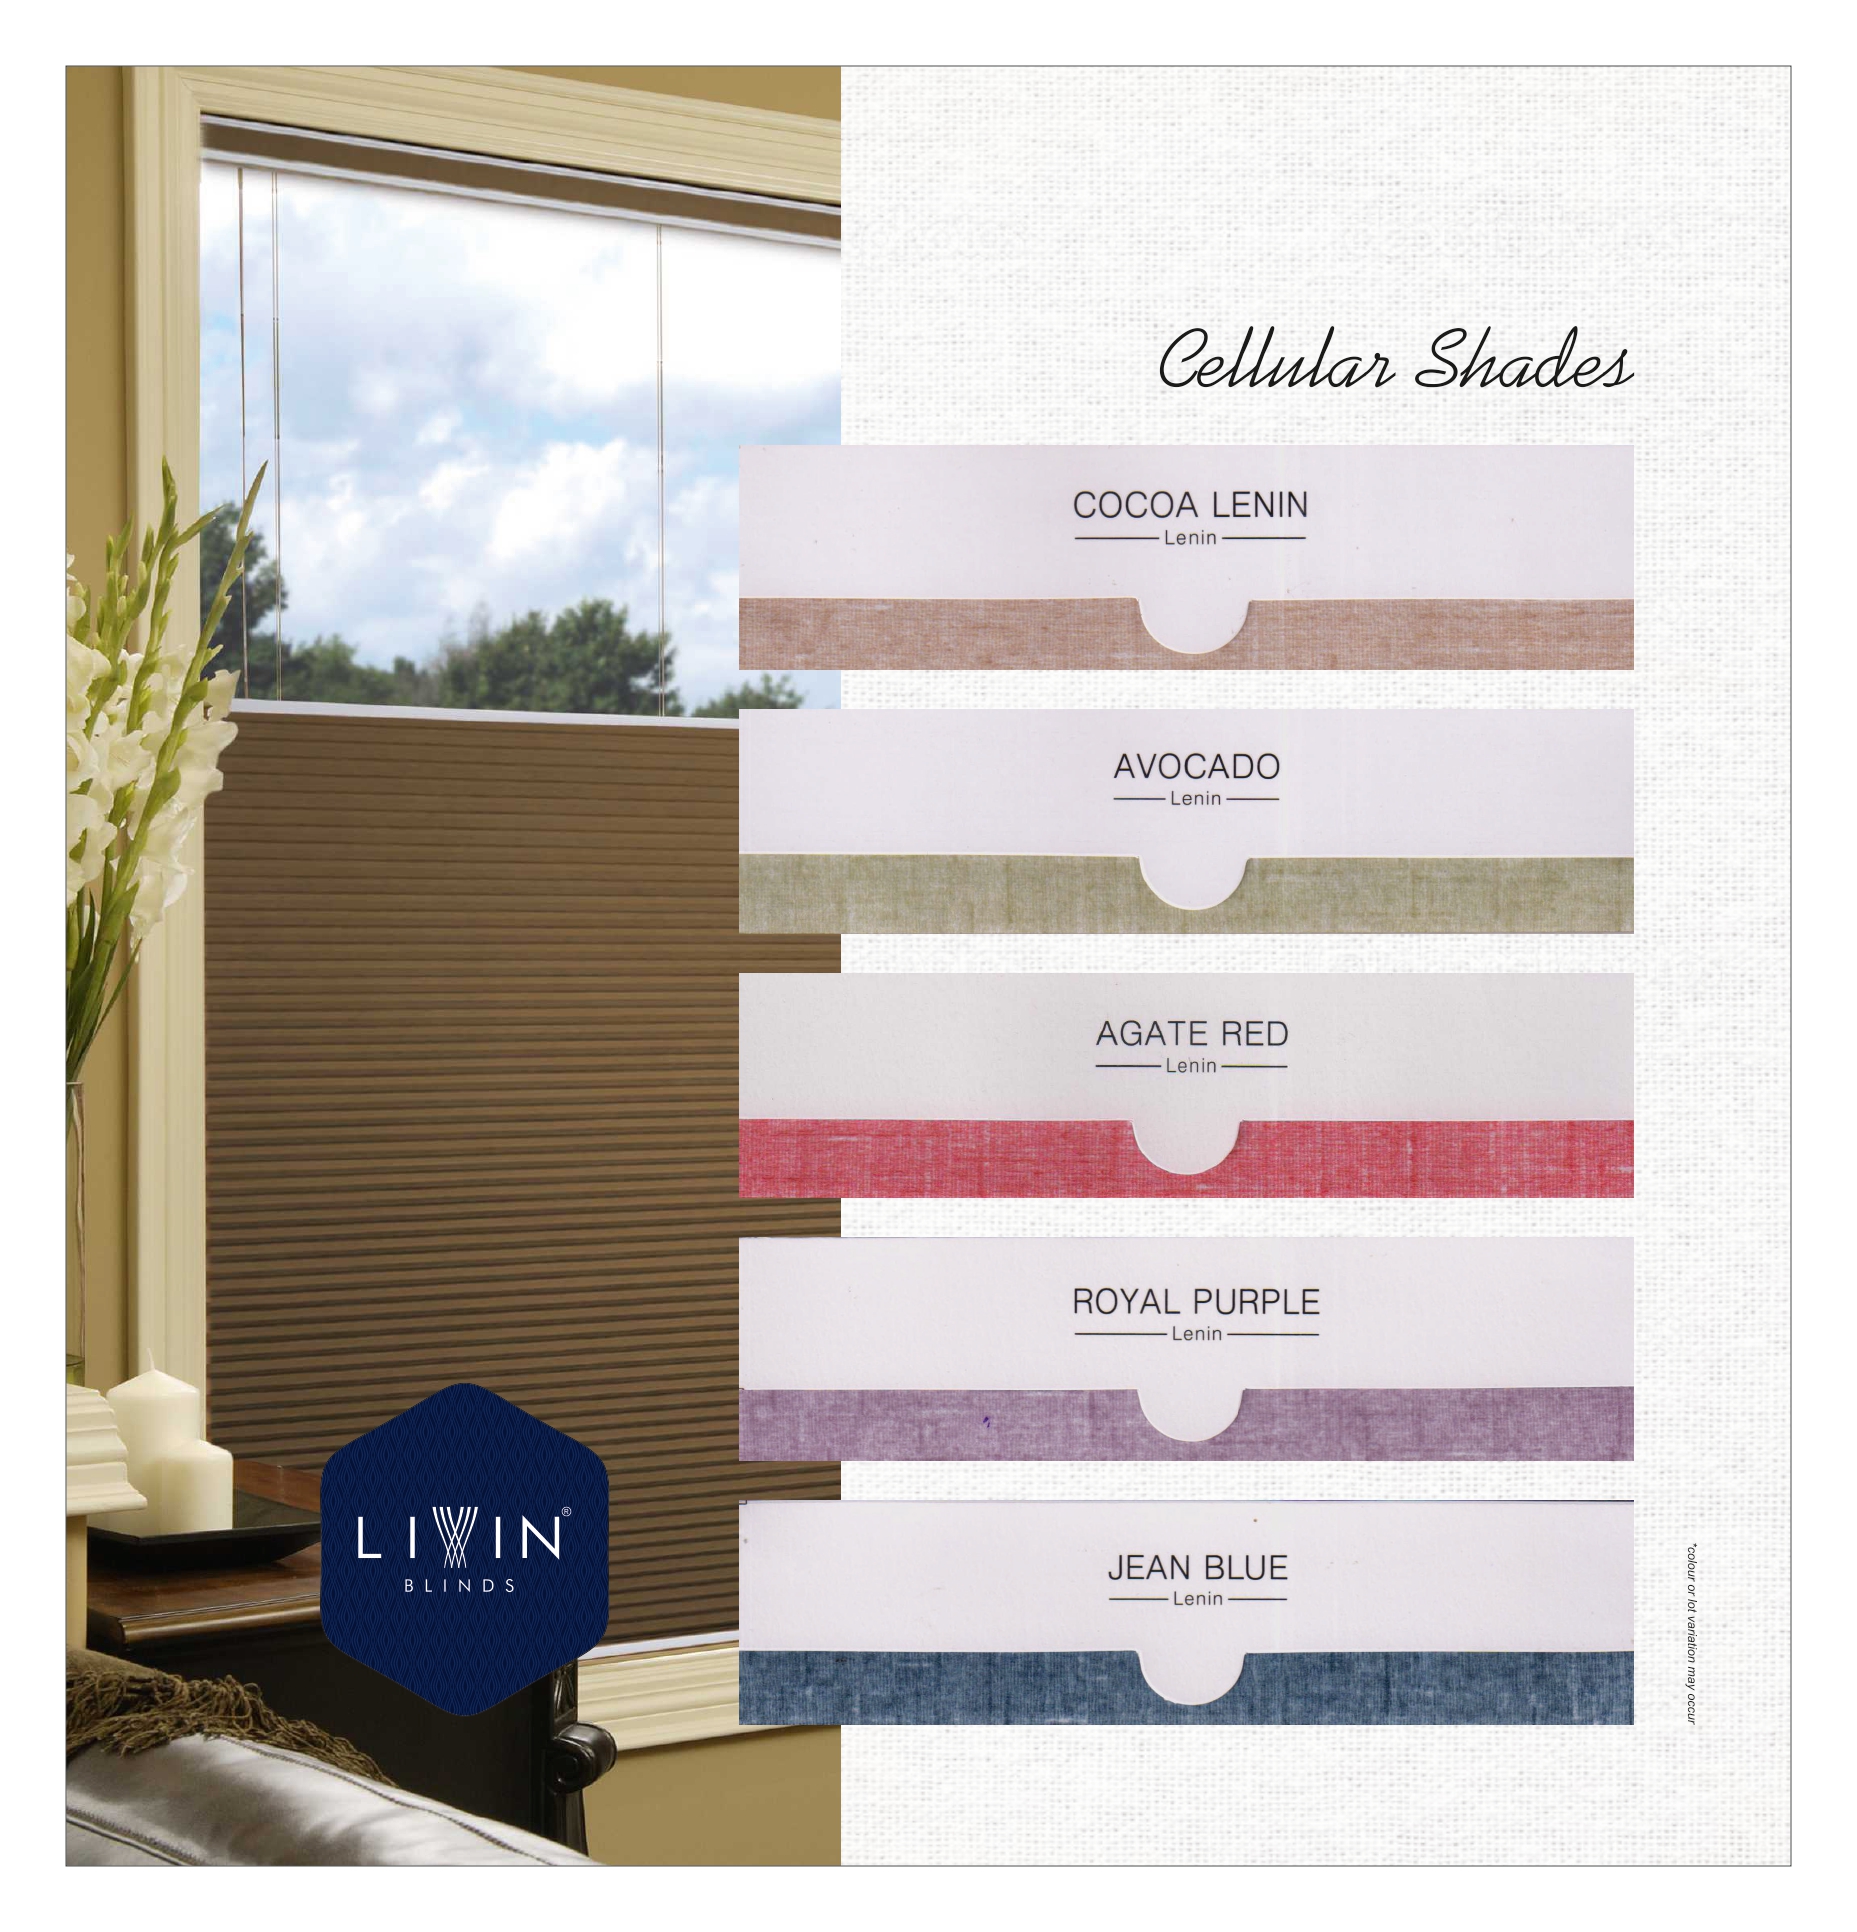 Cellular Shades
COCOA LENIN
Lenin
AVOCADO
Lenin
AGATE RED
Lenin
ROYAL PURPLE
Lenin
JEAN BLUE
Lenin
LIVIN®
BLINDS
*colour or lot variation may occur